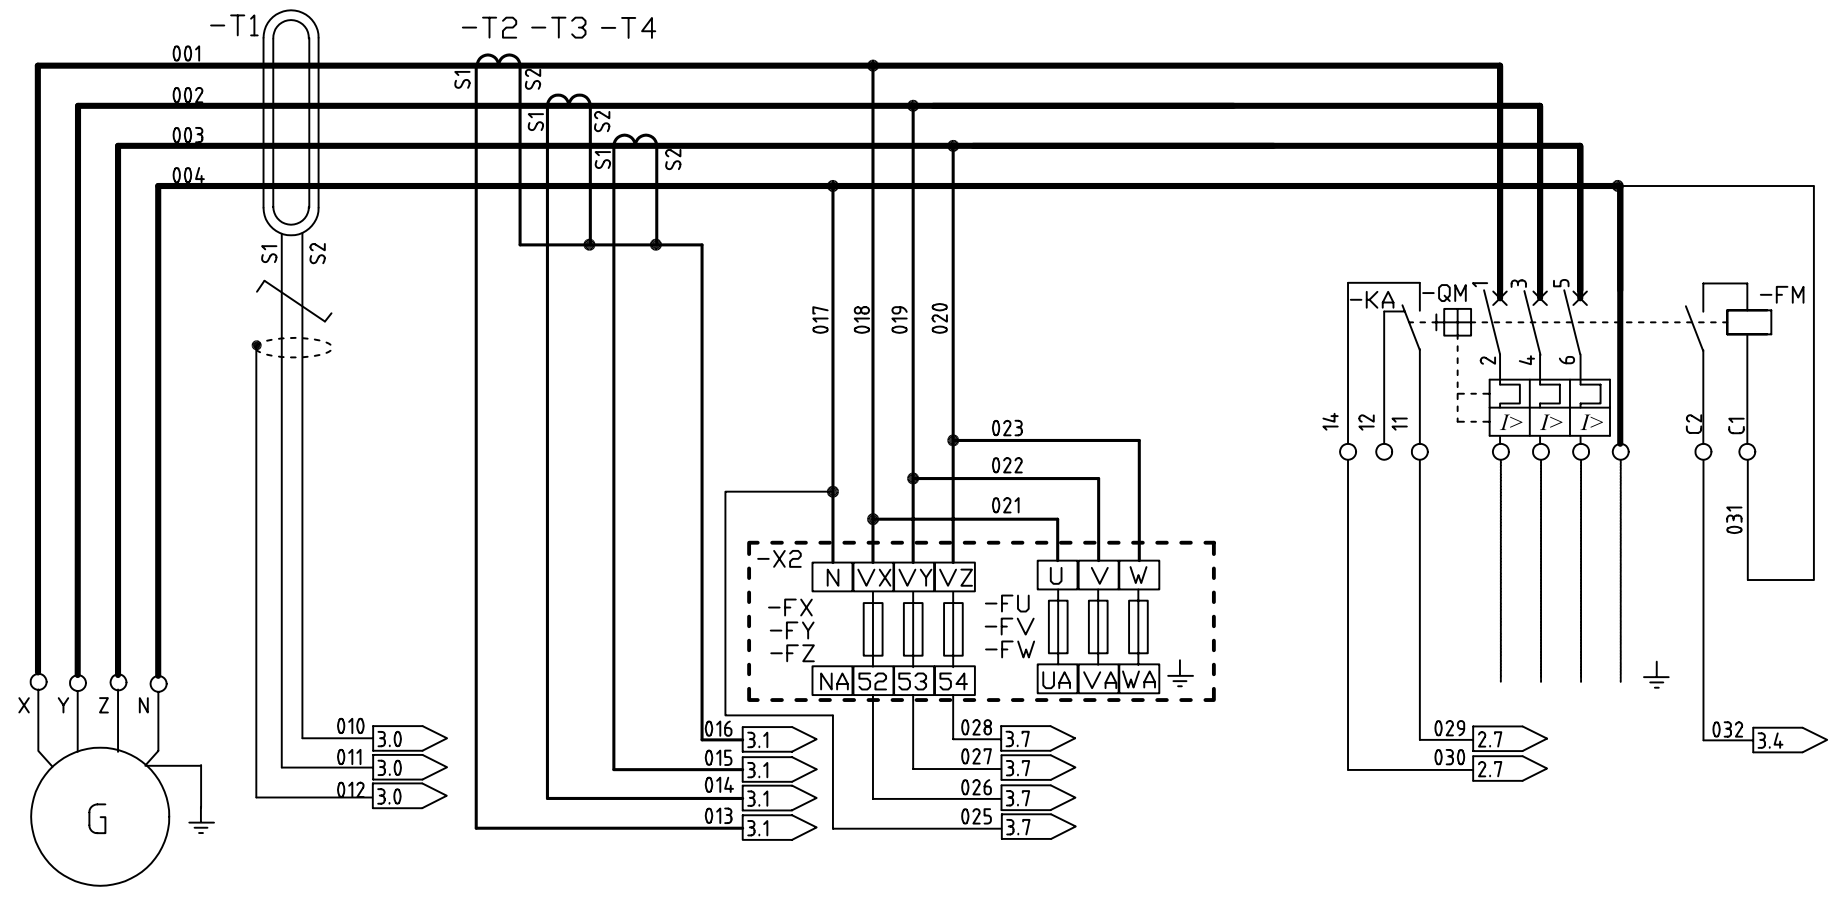 -T1
-T2 -T3 -T4
001
S1
S2
002
S1
S2
003
S1
S2
004
S1
S2
017
018
019
020
-KA
-QM
1
3
5
-FM
2
4
6
14
12
11
I>
I>
I>
C2
C1
023
022
021
031
-X2
N
VX
VY
VZ
U
V
W
-FX
-FY
-FZ
-FU
-FV
-FW
NA
52
53
54
UA
VA
WA
X
Y
Z
N
G
010
3.0
011
3.0
012
3.0
016
3.1
015
3.1
014
3.1
013
3.1
028
3.7
027
3.7
026
3.7
025
3.7
029
2.7
030
2.7
032
3.4